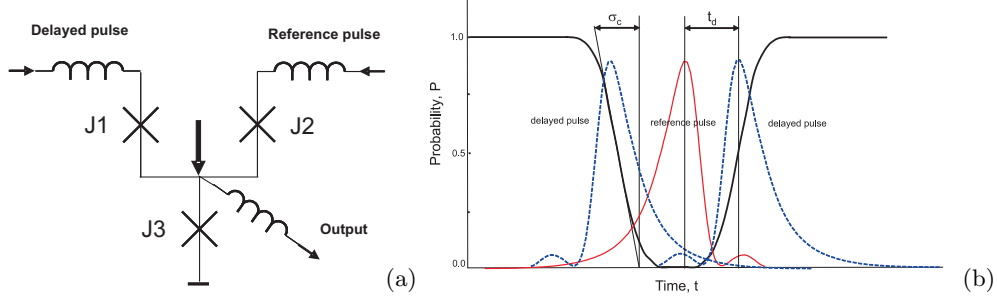 Delayed pulse
Reference pulse
J1
J2
J3
Output
(a)
σc
td
1.0
0.5
0.0
Probability, P
delayed pulse
reference pulse
delayed pulse
Time, t
(b)